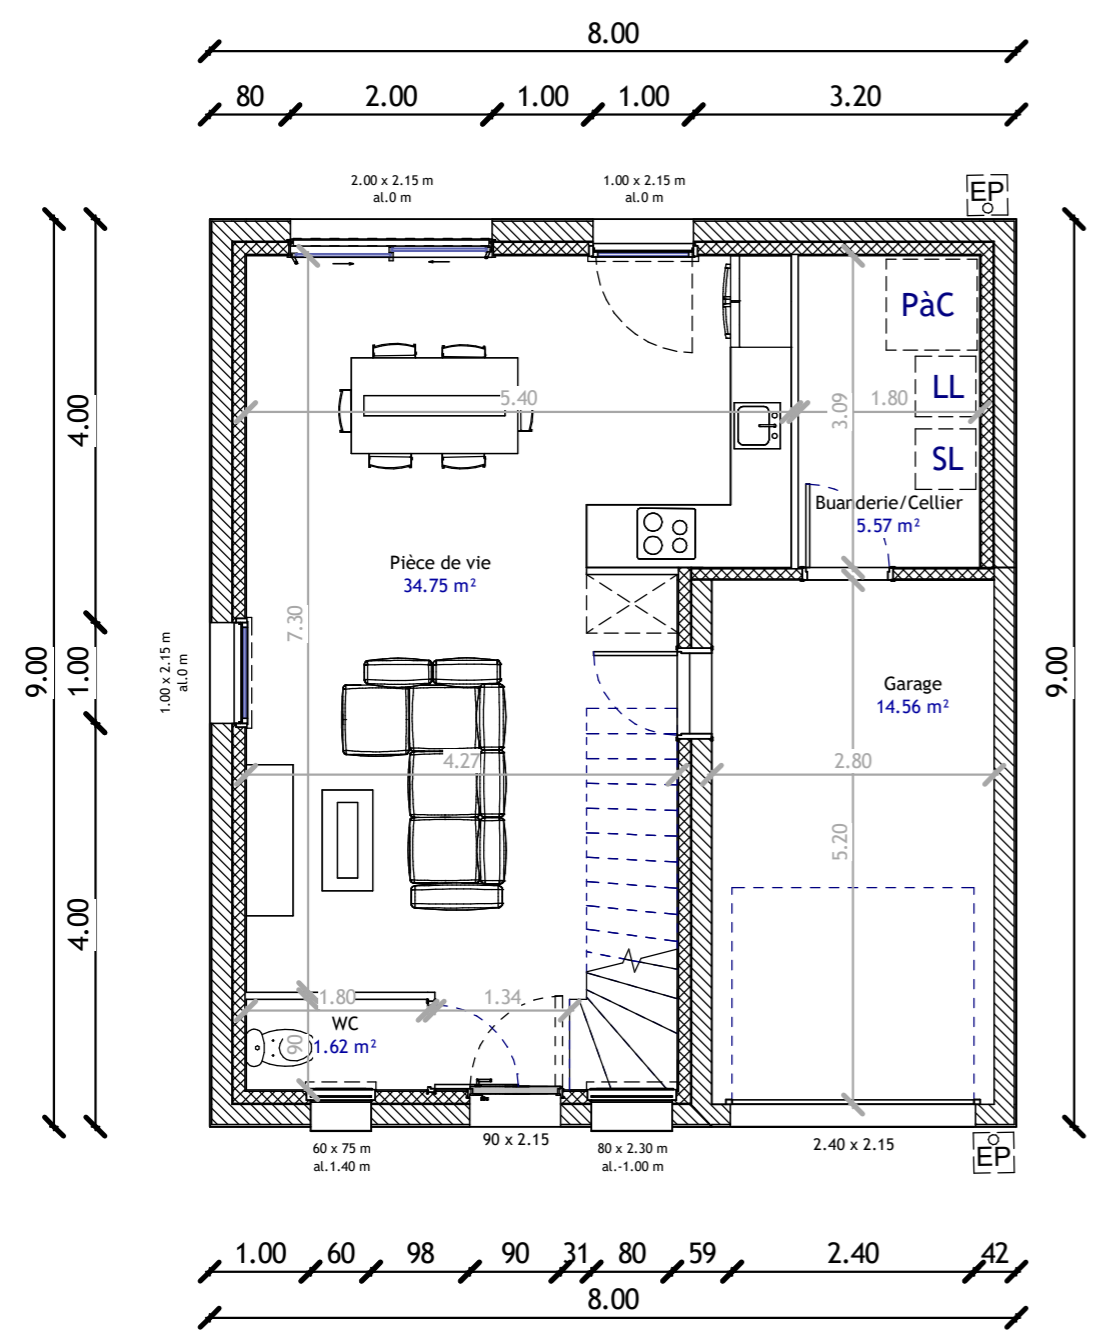 8.00
80 2.00 1.00 1.00 3.20
2.00 x 2.15 m
al.0 m
1.00 x 2.15 m
al.0 m
EP
PàC
LL
SL
5.40
3.09
1.80
Buanderie/Cellier
5.57 m²
4.00
1.00
4.00
9.00
1.00 x 2.15 m
al.0 m
Pièce de vie
34.75 m²
7.30
9.00
Garage
14.56 m²
4.27
2.80
5.20
1.80
1.34
WC
1.62 m²
90
60 x 75 m
al.1.40 m
90 x 2.15
80 x 2.30 m
al.-1.00 m
2.40 x 2.15
EP
1.00 60 98 90 31 80 59 2.40 42
8.00